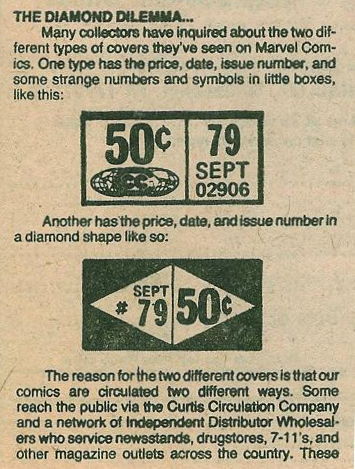 THE DIAMOND DILEMMA...
Many collectors have inquired about the two dif-
ferent types of covers they've seen on Marvel Com-
ics. One type has the price, date, issue number, and
some strange numbers and symbols in little boxes,
like this:
50¢ 79
CC SEPT
02906
Another has the price, date, and issue number in
a diamond shape like so:
SEPT
# 79 50¢
The reason for the two different covers is that our
comics are circulated two different ways. Some
reach the public via the Curtis Circulation Company
and a network of Independent Distributor Wholesal-
ers who service newsstands, drugstores, 7-11's, and
other magazine outlets across the country. These